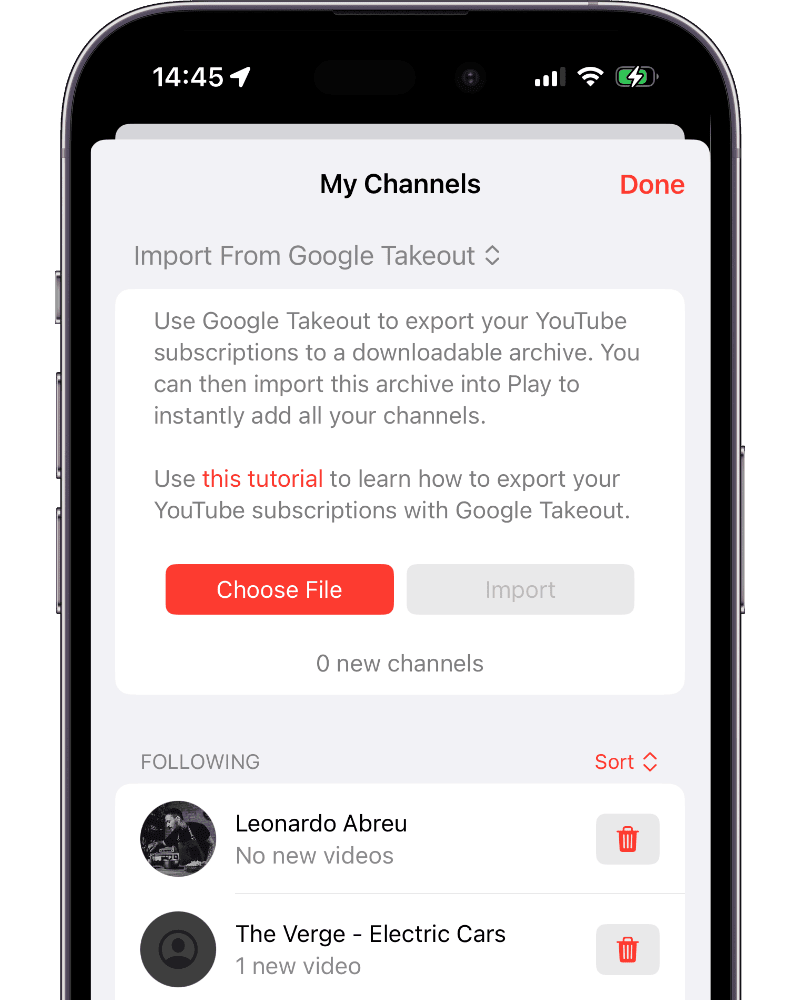 14:45
My Channels
Done
Import From Google Takeout
Use Google Takeout to export your YouTube
subscriptions to a downloadable archive. You
can then import this archive into Play to
instantly add all your channels.
Use this tutorial to learn how to export your
YouTube subscriptions with Google Takeout.
Choose File
Import
0 new channels
FOLLOWING
Sort
Leonardo Abreu
No new videos
The Verge - Electric Cars
1 new video